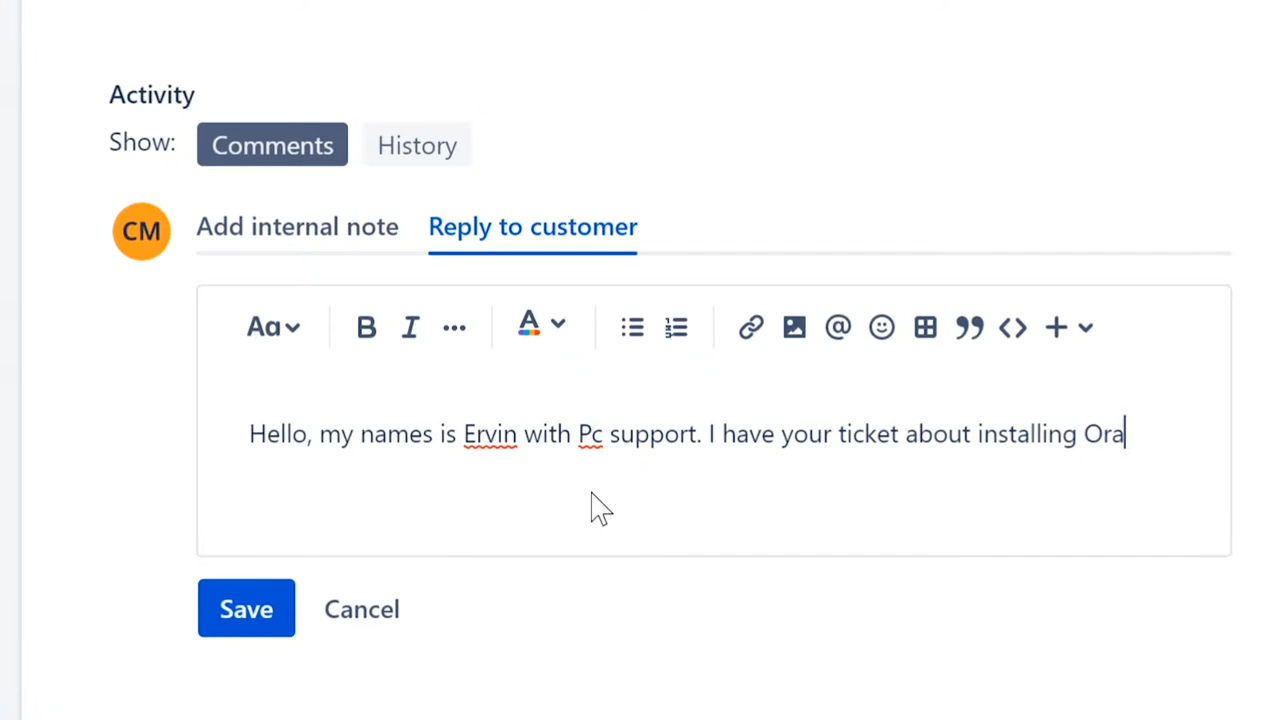 Activity
Show: Comments History
CM Add internal note Reply to customer
Aa B I ... A @ + 
Hello, my names is Ervin with Pc support. I have your ticket about installing Ora
Save Cancel